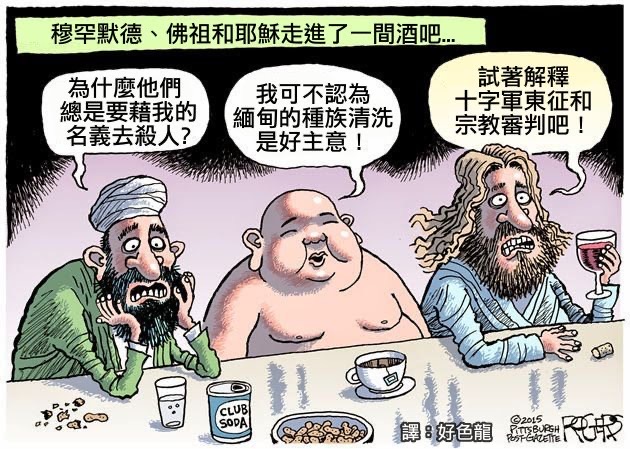 穆罕默德、佛祖和耶穌走進了一間酒吧...
為什麼他們
總是要藉我的
名義去殺人?
我可不認為
緬甸的種族清洗
是好主意！
試著解釋
十字軍東征和
宗教審判吧！
CLUB
SODA
譯：好色龍
©2015
PITTSBURGH
POST-GAZETTE
ROGERS